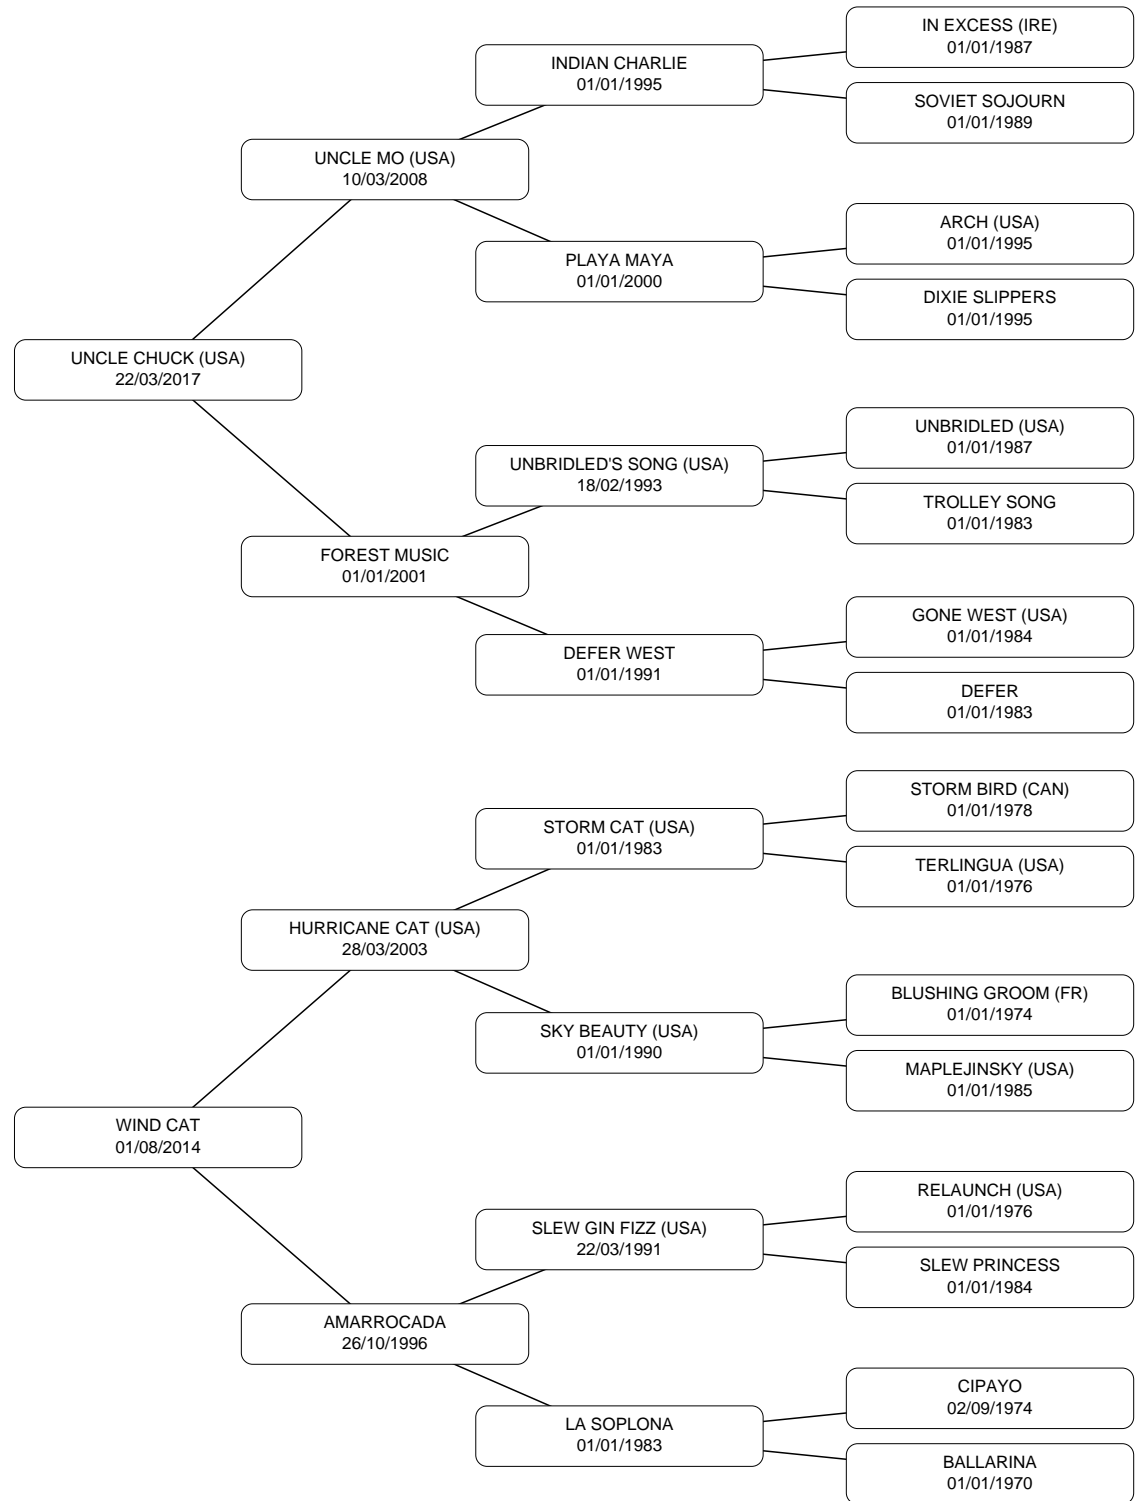 IN EXCESS (IRE)
01/01/1987
INDIAN CHARLIE
01/01/1995
SOVIET SOJOURN
01/01/1989
UNCLE MO (USA)
10/03/2008
ARCH (USA)
01/01/1995
PLAYA MAYA
01/01/2000
DIXIE SLIPPERS
01/01/1995
UNCLE CHUCK (USA)
22/03/2017
UNBRIDLED (USA)
01/01/1987
UNBRIDLED'S SONG (USA)
18/02/1993
TROLLEY SONG
01/01/1983
FOREST MUSIC
01/01/2001
GONE WEST (USA)
01/01/1984
DEFER WEST
01/01/1991
DEFER
01/01/1983
STORM BIRD (CAN)
01/01/1978
STORM CAT (USA)
01/01/1983
TERLINGUA (USA)
01/01/1976
HURRICANE CAT (USA)
28/03/2003
BLUSHING GROOM (FR)
01/01/1974
SKY BEAUTY (USA)
01/01/1990
MAPLEJINSKY (USA)
01/01/1985
WIND CAT
01/08/2014
RELAUNCH (USA)
01/01/1976
SLEW GIN FIZZ (USA)
22/03/1991
SLEW PRINCESS
01/01/1984
AMARROCADA
26/10/1996
CIPAYO
02/09/1974
LA SOPLONA
01/01/1983
BALLARINA
01/01/1970